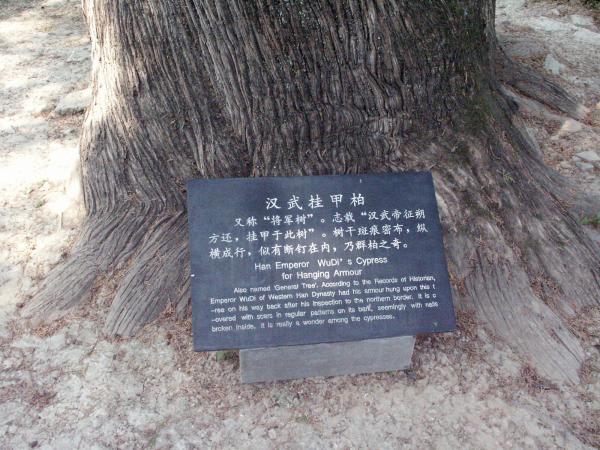 汉武挂甲柏
又称“将军树”。志载“汉武帝征朔
方还，挂甲于此树”。树干斑痕密布，纵
横成行，似有断钉在内，乃群柏之奇。
Han Emperor WuDi's Cypress
for Hanging Armour
Also named 'General Tree'. According to the Records of Historian,
Emperor WuDi of Western Han Dynasty had his armour hung upon this t
-ree on his way back after his inspection to the northern border. It is c
-overed with scars in regular patterns on its bark, seemingly with nails
broken inside. It is really a wonder among the cypresses.